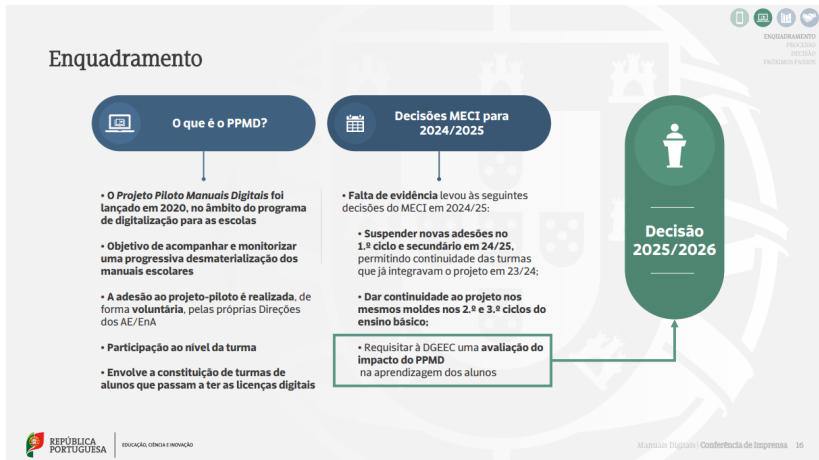 ENQUADRAMENTO
PROCESSO
DECISÃO
PRÓXIMOS PASSOS
Enquadramento
O que é o PPMD?
• O Projeto Piloto Manuais Digitais foi
lançado em 2020, no âmbito do programa
de digitalização para as escolas
• Objetivo de acompanhar e monitorizar
uma progressiva desmaterialização dos
manuais escolares
• A adesão ao projeto-piloto é realizada, de
forma voluntária, pelas próprias Direções
dos AE/EnA
• Participação ao nível da turma
• Envolve a constituição de turmas de
alunos que passam a ter as licenças digitais
Decisões MECI para
2024/2025
• Falta de evidência levou às seguintes
decisões do MECI em 2024/25:
• Suspender novas adesões no
1.º ciclo e secundário em 24/25,
permitindo continuidade das turmas
que já integravam o projeto em 23/24;
• Dar continuidade ao projeto nos
mesmos moldes nos 2.º e 3.º ciclos do
ensino básico;
• Requisitar à DGEEC uma avaliação do
impacto do PPMD
na aprendizagem dos alunos
Decisão
2025/2026
REPÚBLICA
PORTUGUESA
EDUCAÇÃO, CIÊNCIA E INOVAÇÃO
Manuais Digitais | Conferência de Imprensa 16